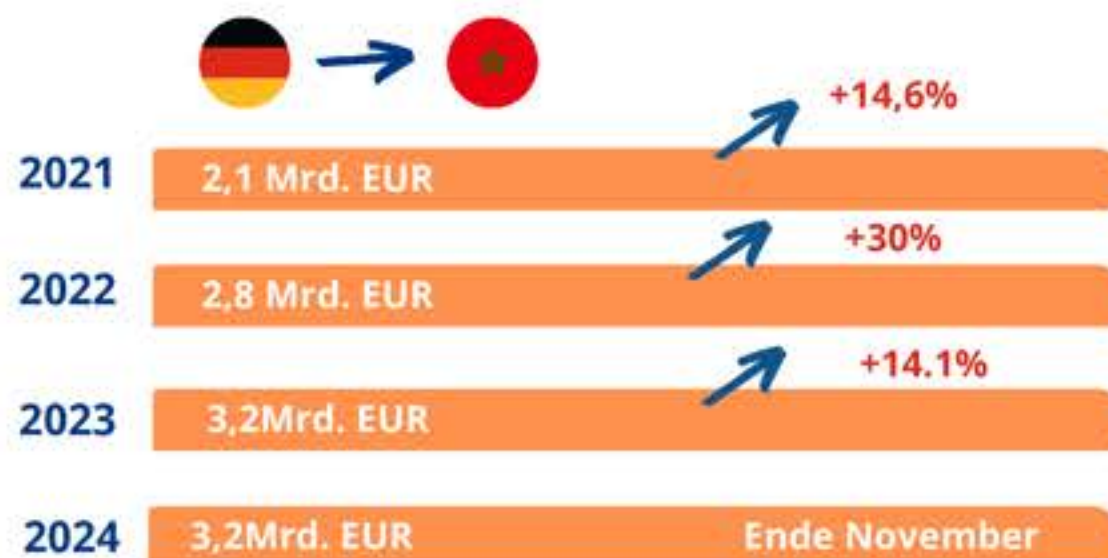 +14,6%
2021 2,1 Mrd. EUR
+30%
2022 2,8 Mrd. EUR
+14.1%
2023 3,2Mrd. EUR
2024 3,2Mrd. EUR Ende November